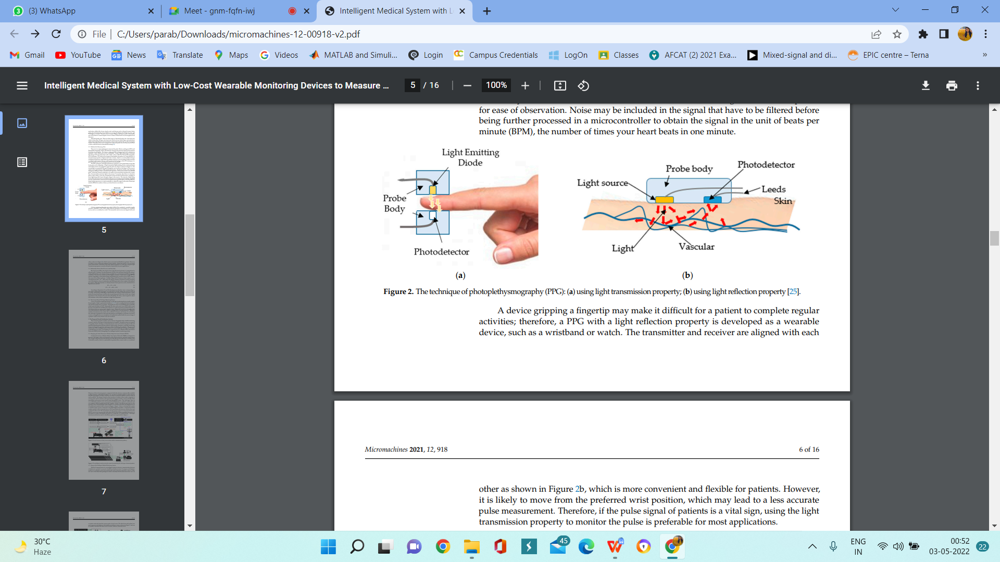 (3) WhatsApp
Meet - gnm-fqfn-iwj
Intelligent Medical System with L
File
C:/Users/parab/Downloads/micromachines-12-00918-v2.pdf
Gmail
YouTube
News
Translate
Maps
Videos
MATLAB and Simuli...
Login
Campus Credentials
LogOn
Classes
AFCAT (2) 2021 Exa...
Mixed-signal and di...
EPIC centre – Terna
»
Intelligent Medical System with Low-Cost Wearable Monitoring Devices to Measure ...
5 / 16
100%
5
6
7
for ease of observation. Noise may be included in the signal that have to be filtered before
being further processed in a microcontroller to obtain the signal in the unit of beats per
minute (BPM), the number of times your heart beats in one minute.
Light Emitting
Diode
Probe
Body
Photodetector
(a)
Probe body
Photodetector
Light source
Leeds
Skin
Light
Vascular
(b)
Figure 2. The technique of photoplethysmography (PPG): (a) using light transmission property; (b) using light reflection property [25].
A device gripping a fingertip may make it difficult for a patient to complete regular
activities; therefore, a PPG with a light reflection property is developed as a wearable
device, such as a wristband or watch. The transmitter and receiver are aligned with each
Micromachines 2021, 12, 918
6 of 16
other as shown in Figure 2b, which is more convenient and flexible for patients. However,
it is likely to move from the preferred wrist position, which may lead to a less accurate
pulse measurement. Therefore, if the pulse signal of patients is a vital sign, using the light
transmission property to monitor the pulse is preferable for most applications.
30°C
Haze
45
ENG
IN
00:52
03-05-2022
22